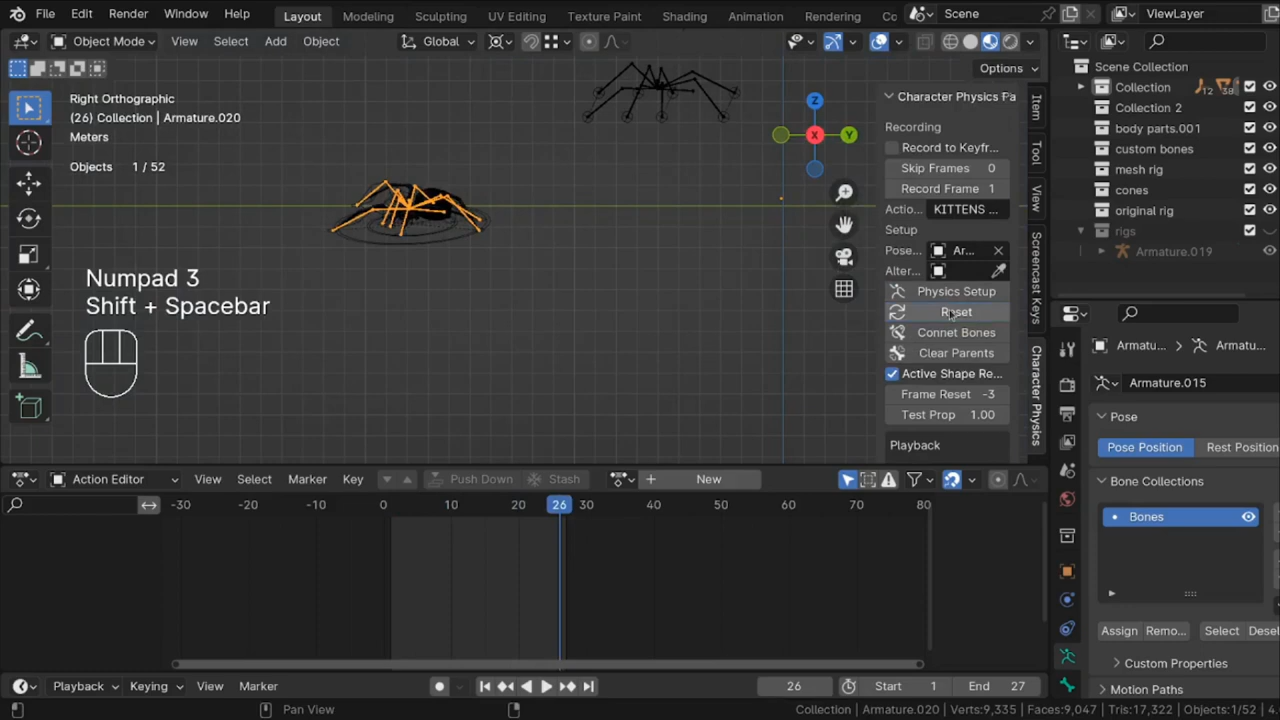 File Edit Render Window Help Layout Modeling Sculpting UV Editing Texture Paint Shading Animation Rendering Co Scene ViewLayer
Object Mode View Select Add Object Global
Options
Right Orthographic
(26) Collection | Armature.020
Meters
Objects 1 / 52
Numpad 3
Shift + Spacebar
Z
X
Y
Character Physics Pa
Recording
Record to Keyfr...
Skip Frames 0
Record Frame 1
Actio... KITTENS ...
Setup
Pose... Ar...
Alter...
Physics Setup
Reset
Connet Bones
Clear Parents
Active Shape Re...
Frame Reset -3
Test Prop 1.00
Playback
Item
Tool
View
Screencast Keys
Character Physics
Scene Collection
Collection 12 38
Collection 2
body parts.001
custom bones
mesh rig
cones
original rig
rigs
Armature.019
Armatu... Armatu...
Armature.015
Pose
Pose Position Rest Position
Bone Collections
Bones
Assign Remo... Select Desel
Custom Properties
Motion Paths
Action Editor View Select Marker Key Push Down Stash New
-30 -20 -10 0 10 20 26 30 40 50 60 70 80
Playback Keying View Marker 26 Start 1 End 27
Pan View
Collection | Armature.020 | Verts:9,335 | Faces:9,047 | Tris:17,322 | Objects:1/52 | 4.